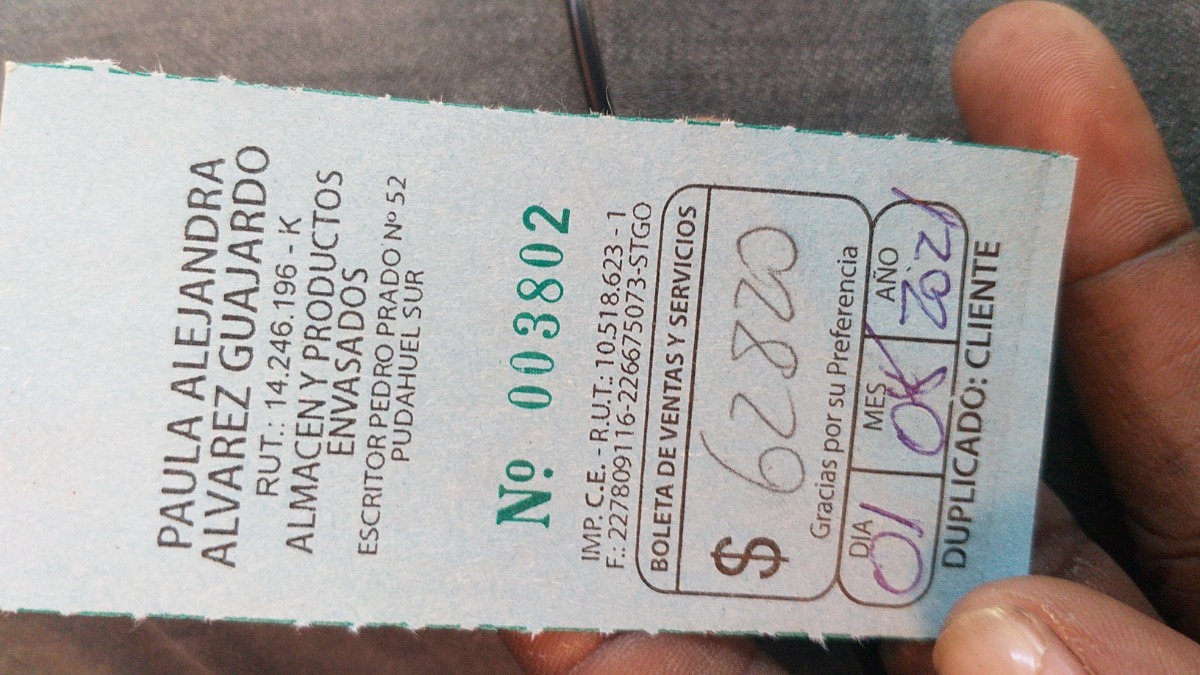 PAULA ALEJANDRA
ALVAREZ GUAJARDO
RUT.: 14.246.196 - K
ALMACEN Y PRODUCTOS
ENVASADOS
ESCRITOR PEDRO PRADO Nº 52
PUDAHUEL SUR
Nº 003802
IMP. C.E. - R.U.T.: 10.518.623 - 1
F.: 227809116-226675073-STGO
BOLETA DE VENTAS Y SERVICIOS
$ 6820
Gracias por su Preferencia
DIA MES AÑO
01 2021
DUPLICADO: CLIENTE